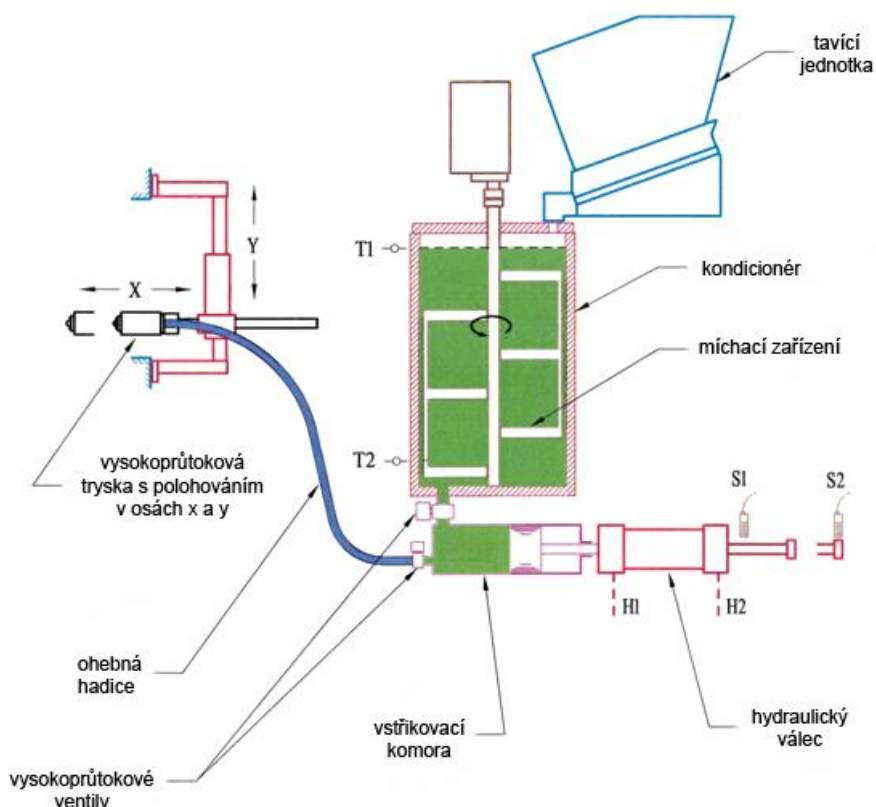 tavící
jednotka
Y
T1
kondicionér
X
míchací zařízení
T2
vysokoprůtoková
tryska s polohováním
v osách x a y
S1
S2
H1
H2
ohebná
hadice
vstřikovací
komora
hydraulický
válec
vysokoprůtokové
ventily